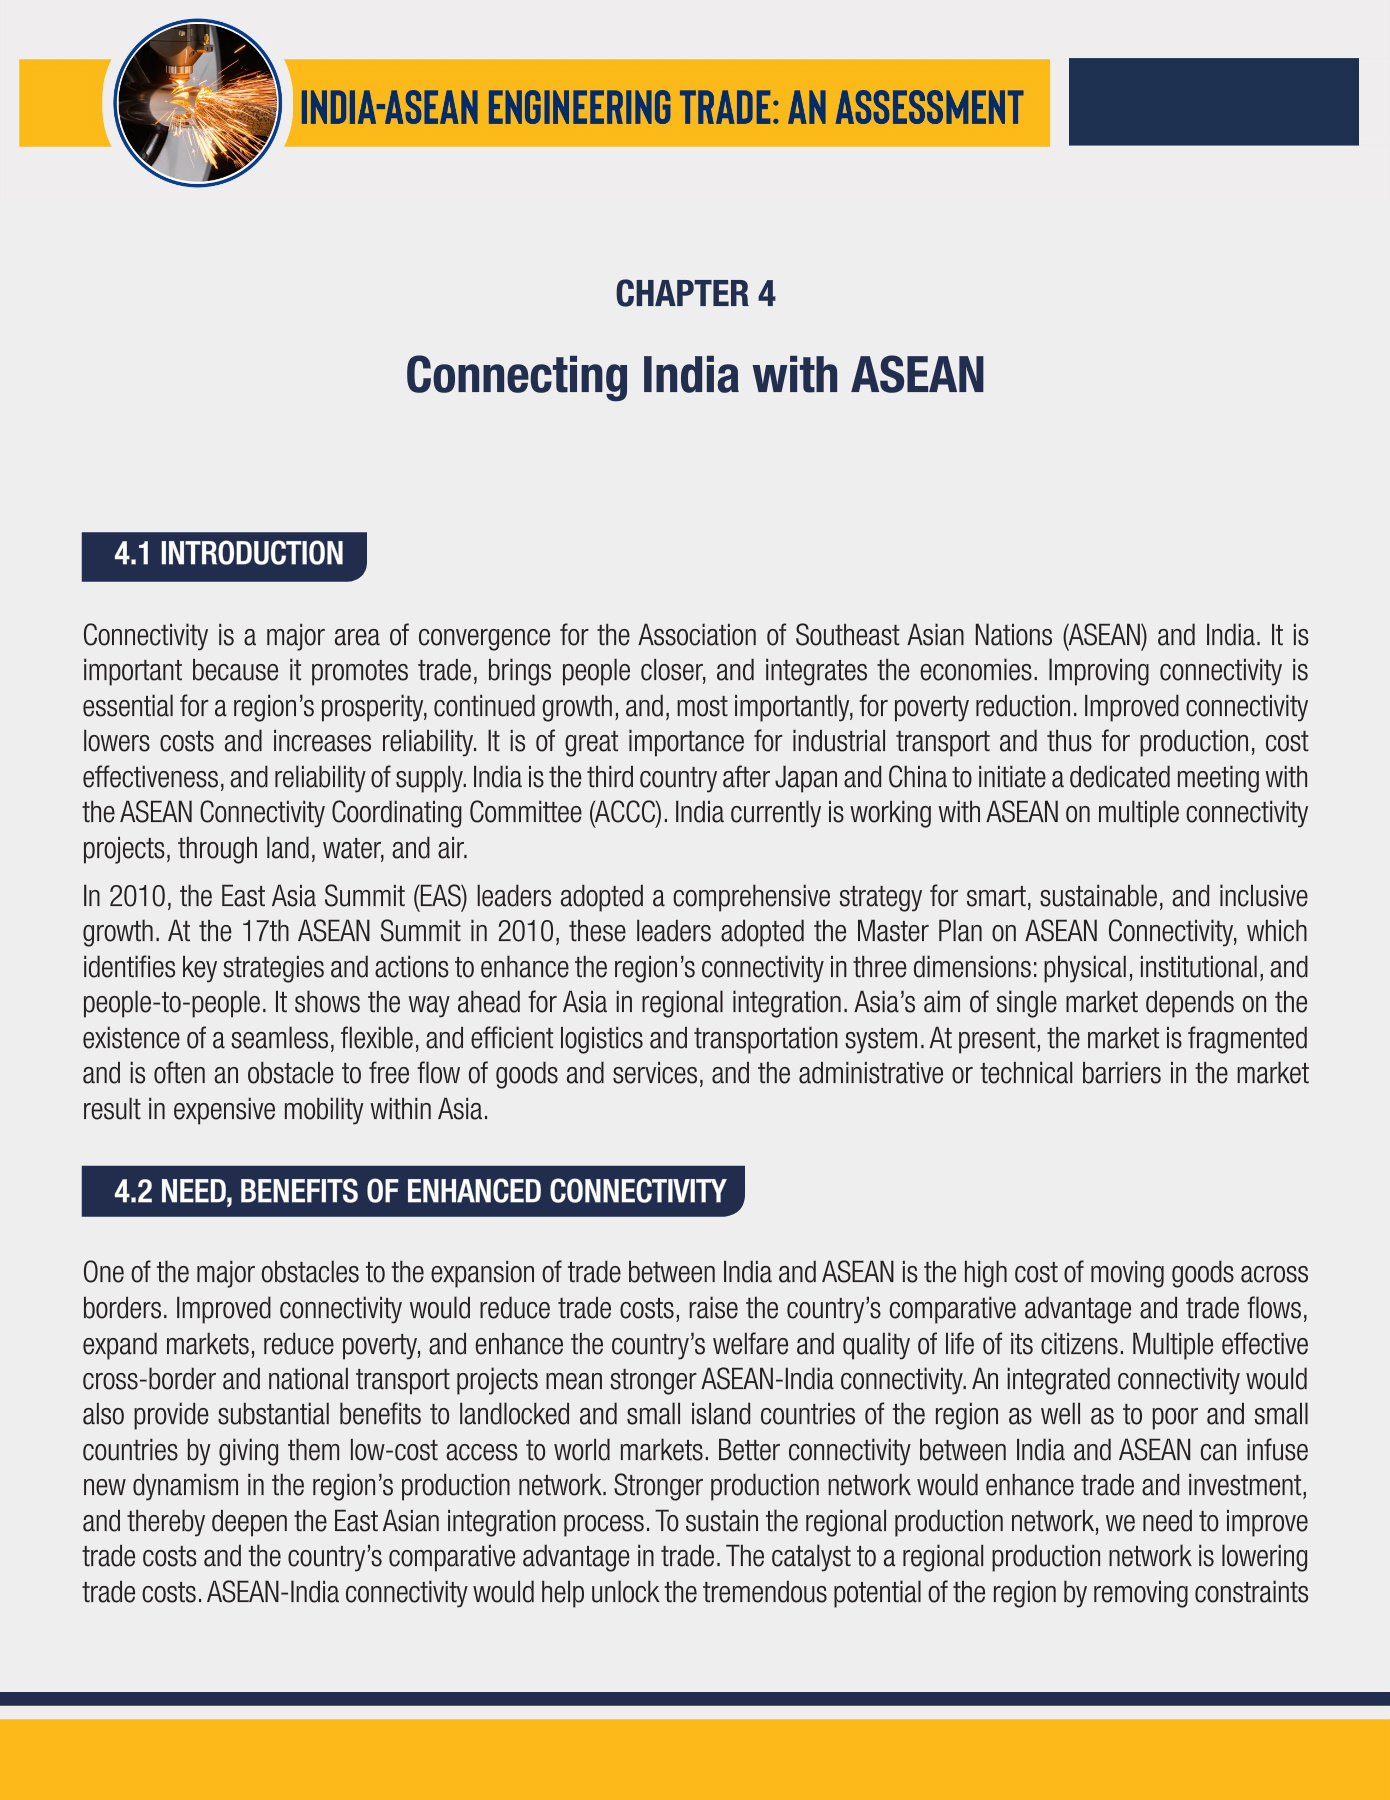 INDIA-ASEAN ENGINEERING TRADE: AN ASSESSMENT
CHAPTER 4
Connecting India with ASEAN
4.1 INTRODUCTION
Connectivity is a major area of convergence for the Association of Southeast Asian Nations (ASEAN) and India. It is
important because it promotes trade, brings people closer, and integrates the economies. Improving connectivity is
essential for a region’s prosperity, continued growth, and, most importantly, for poverty reduction. Improved connectivity
lowers costs and increases reliability. It is of great importance for industrial transport and thus for production, cost
effectiveness, and reliability of supply. India is the third country after Japan and China to initiate a dedicated meeting with
the ASEAN Connectivity Coordinating Committee (ACCC). India currently is working with ASEAN on multiple connectivity
projects, through land, water, and air.
In 2010, the East Asia Summit (EAS) leaders adopted a comprehensive strategy for smart, sustainable, and inclusive
growth. At the 17th ASEAN Summit in 2010, these leaders adopted the Master Plan on ASEAN Connectivity, which
identifies key strategies and actions to enhance the region’s connectivity in three dimensions: physical, institutional, and
people-to-people. It shows the way ahead for Asia in regional integration. Asia’s aim of single market depends on the
existence of a seamless, flexible, and efficient logistics and transportation system. At present, the market is fragmented
and is often an obstacle to free flow of goods and services, and the administrative or technical barriers in the market
result in expensive mobility within Asia.
4.2 NEED, BENEFITS OF ENHANCED CONNECTIVITY
One of the major obstacles to the expansion of trade between India and ASEAN is the high cost of moving goods across
borders. Improved connectivity would reduce trade costs, raise the country’s comparative advantage and trade flows,
expand markets, reduce poverty, and enhance the country’s welfare and quality of life of its citizens. Multiple effective
cross-border and national transport projects mean stronger ASEAN-India connectivity. An integrated connectivity would
also provide substantial benefits to landlocked and small island countries of the region as well as to poor and small
countries by giving them low-cost access to world markets. Better connectivity between India and ASEAN can infuse
new dynamism in the region’s production network. Stronger production network would enhance trade and investment,
and thereby deepen the East Asian integration process. To sustain the regional production network, we need to improve
trade costs and the country’s comparative advantage in trade. The catalyst to a regional production network is lowering
trade costs. ASEAN-India connectivity would help unlock the tremendous potential of the region by removing constraints